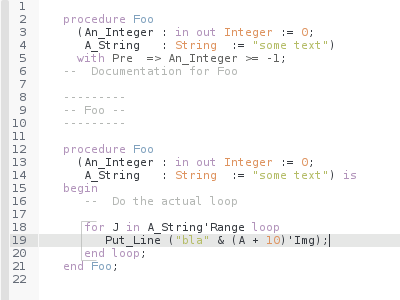 1
2 procedure Foo
3 (An_Integer : in out Integer := 0;
4 A_String : String := "some text")
5 with Pre => An_Integer >= -1;
6 -- Documentation for Foo
7
8 ---------
9 -- Foo --
10 ---------
11
12 procedure Foo
13 (An_Integer : in out Integer := 0;
14 A_String : String := "some text") is
15 begin
16 -- Do the actual loop
17
18 for J in A_String'Range loop
19 Put_Line ("bla" & (A + 10)'Img);
20 end loop;
21 end Foo;
22